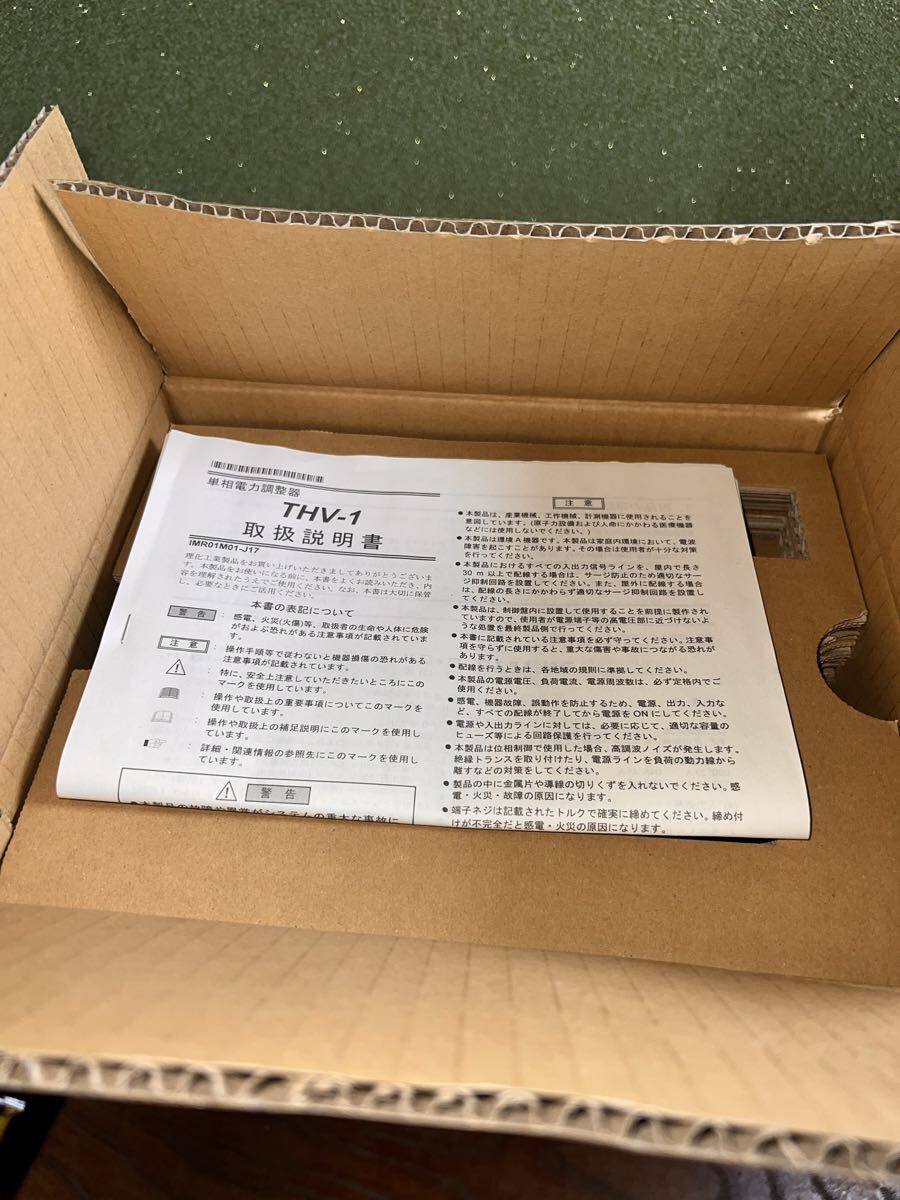 単相電力調整器
THV-1
取扱説明書
IMR01M01-J17
理化工業製品をお買い上げいただきましてありがとうございま
す。本製品をお使いになる前に、本書をよくお読みいただき、内
容を理解されたうえでご使用ください。なお、本書は大切に保管
し、必要なときにご活用ください。
本書の表記について
警告
: 感電、火災(火傷)等、取扱者の生命や人体に危険
がおよぶ恐れがある注意事項が記載されていま
す。
注意
: 操作手順等で従わないと機器損傷の恐れがある
注意事項が記載されています。
: 特に、安全上注意していただきたいところにこの
マークを使用しています。
: 操作や取扱上の重要事項についてこのマークを
使用しています。
: 操作や取扱上の補足説明にこのマークを使用し
ています。
: 詳細・関連情報の参照先にこのマークを使用し
ています。
警告
●本製品の故障や異常がシステムの重大な事故に
注意
●本製品は、産業機械、工作機械、計測機器に使用されることを
意図しています。(原子力設備および人命にかかわる医療機器
などには使用しないでください。)
●本製品は環境A機器です。本製品は家庭内環境において、電波
障害を起こすことがあります。その場合は使用者が十分な対策
を行ってください。
●本製品におけるすべての入出力信号ラインを、屋内で長さ
30 m 以上で配線する場合は、サージ防止のため適切なサー
ジ抑制回路を設置してください。また、屋外に配線する場合
は、配線の長さにかかわらず適切なサージ抑制回路を設置し
てください。
●本製品は、制御盤内に設置して使用することを前提に製作され
ていますので、使用者が電源端子等の高電圧部に近づけないよ
うな処置を最終製品側で行ってください。
●本書に記載されている注意事項を必ず守ってください。注意事
項を守らずに使用すると、重大な傷害や事故につながる恐れが
あります。
●配線を行うときは、各地域の規則に準拠してください。
●本製品の電源電圧、負荷電流、電源周波数は、必ず定格内でご
使用ください。
●感電、機器故障、誤動作を防止するため、電源、出力、入力な
ど、すべての配線が終了してから電源をONにしてください。
●電源や入出力ラインに対しては、必要に応じて、適切な容量の
ヒューズ等による回路保護を行ってください。
●本製品は位相制御で使用した場合、高調波ノイズが発生します。
絶縁トランスを取り付けたり、電源ラインを負荷の動力線から
離すなどの対策をしてください。
●製品の中に金属片や導線の切りくずを入れないでください。感
電・火災・故障の原因になります。
●端子ネジは記載されたトルクで確実に締めてください。締め付
けが不完全だと感電・火災の原因になります。